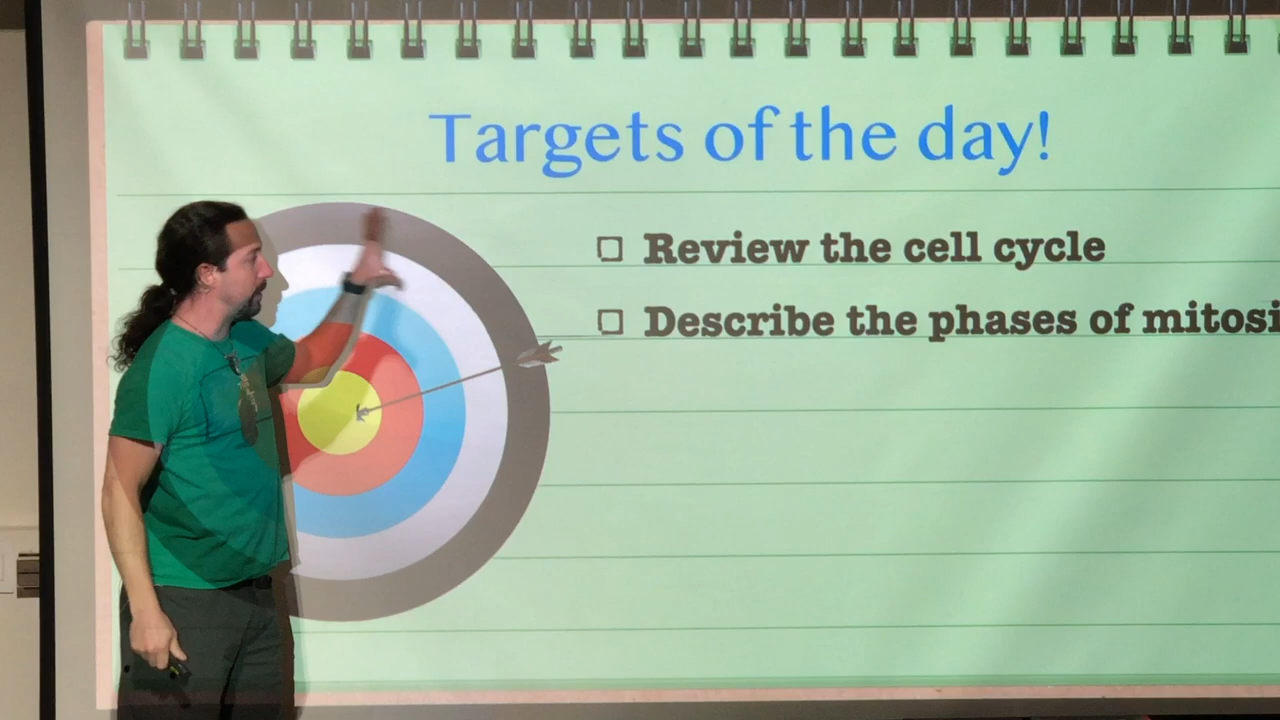 Targets of the day!
Review the cell cycle
Describe the phases of mitosi